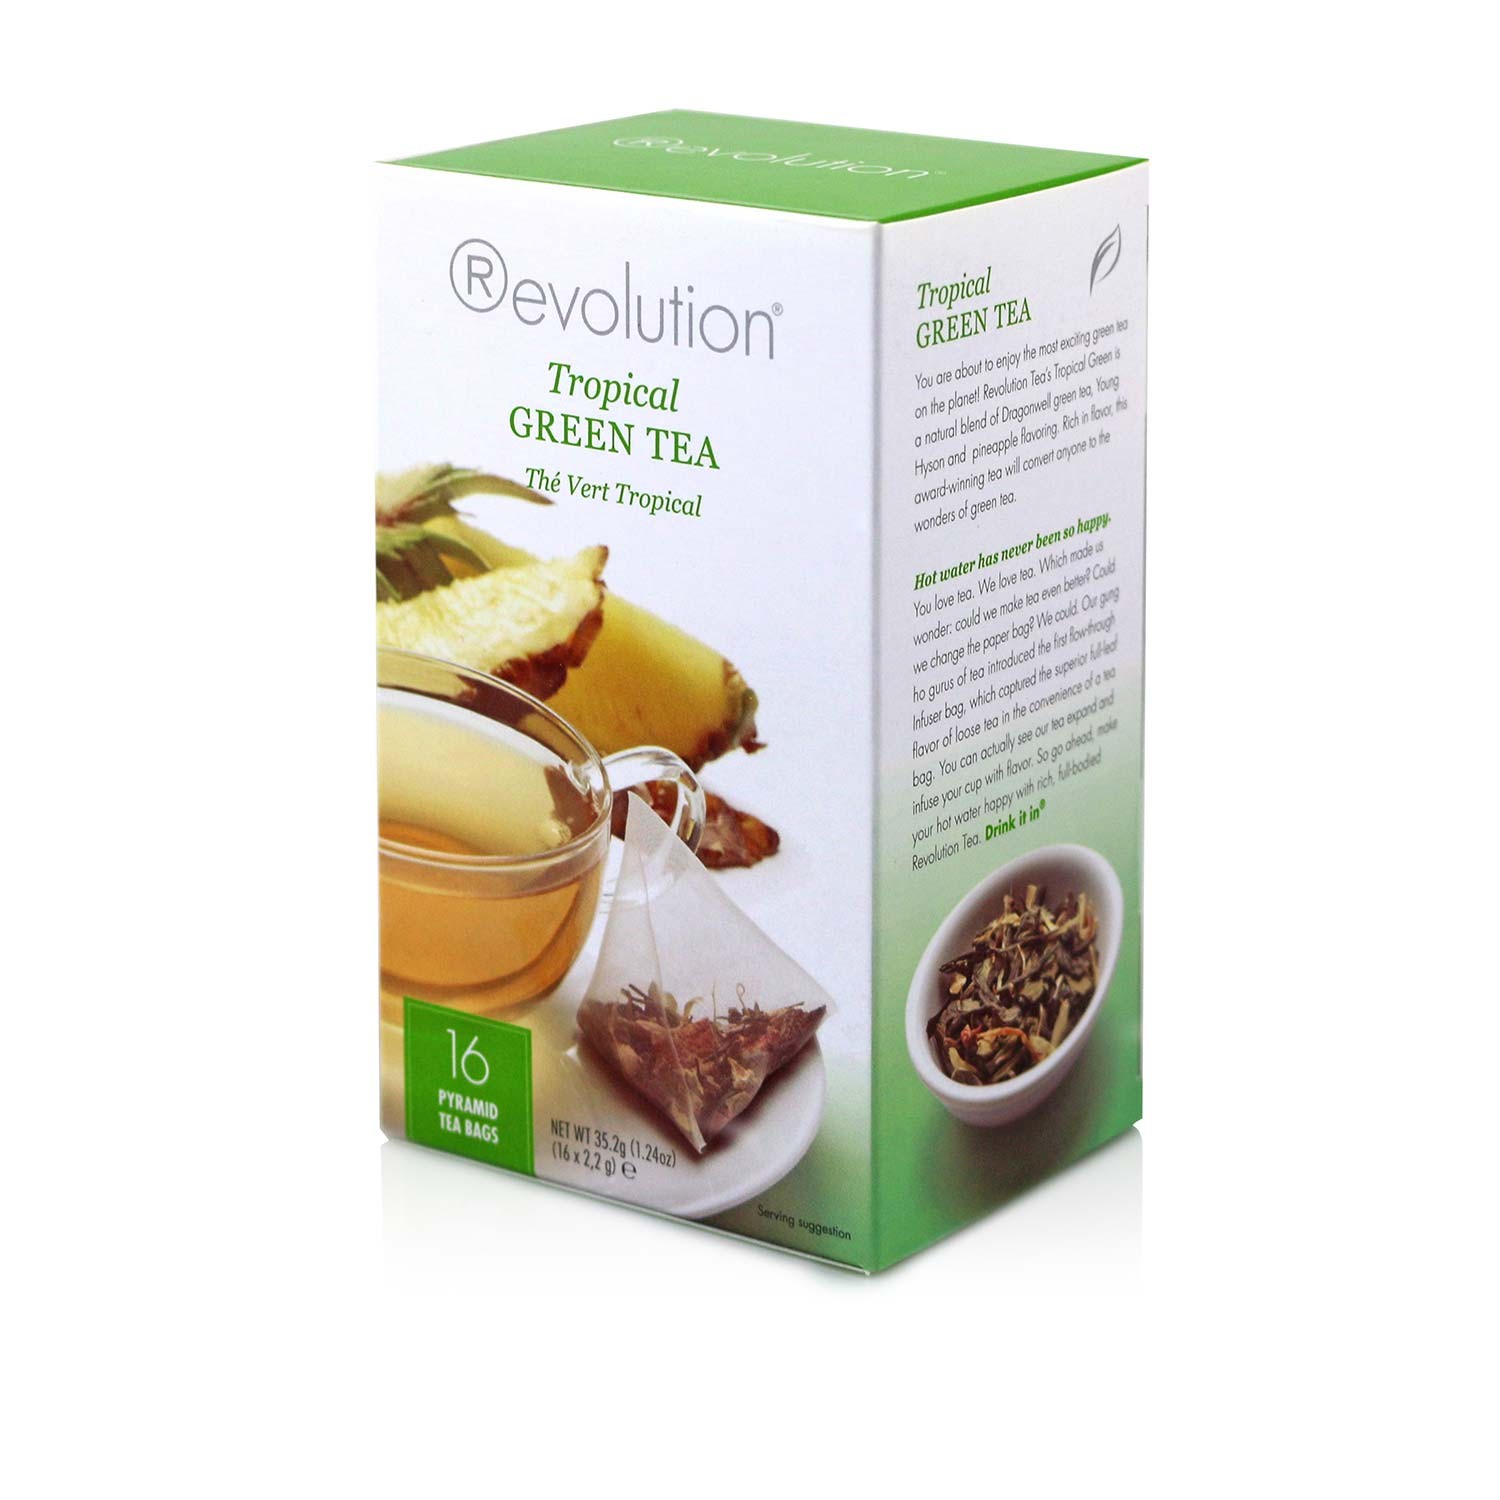 Revolution®
Revolution®
Tropical
GREEN TEA
Thé Vert Tropical
16
PYRAMID
TEA BAGS
NET WT 35.2g (1.24oz)
(16 x 2,2 g) ℮
Serving suggestion
Tropical
GREEN TEA
You are about to enjoy the most exciting green tea
on the planet! Revolution Tea's Tropical Green is
a natural blend of Dragonwell green tea, Young
Hyson and pineapple flavoring. Rich in flavor, this
award-winning tea will convert anyone to the
wonders of green tea.
Hot water has never been so happy.
You love tea. We love tea. Which made us
wonder: could we make tea even better? Could
we change the paper bag? We could. Our gung
ho gurus of tea introduced the first flow-through
Infuser bag, which captured the superior full-leaf
flavor of loose tea in the convenience of a tea
bag. You can actually see our tea expand and
infuse your cup with flavor. So go ahead, make
your hot water happy with rich, full-bodied
Revolution Tea. Drink it in®